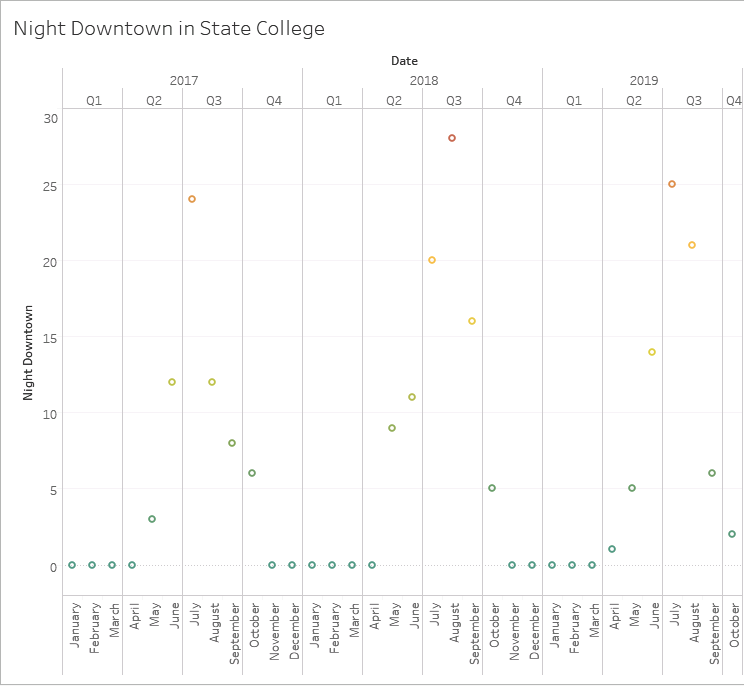 Night Downtown in State College
Date
2017 2018 2019
Q1 Q2 Q3 Q4 Q1 Q2 Q3 Q4 Q1 Q2 Q3 Q4
30
25
20
15
10
5
0
Night Downtown
January February March April May June July August September October November December January February March April May June July August September October November December January February March April May June July August September October